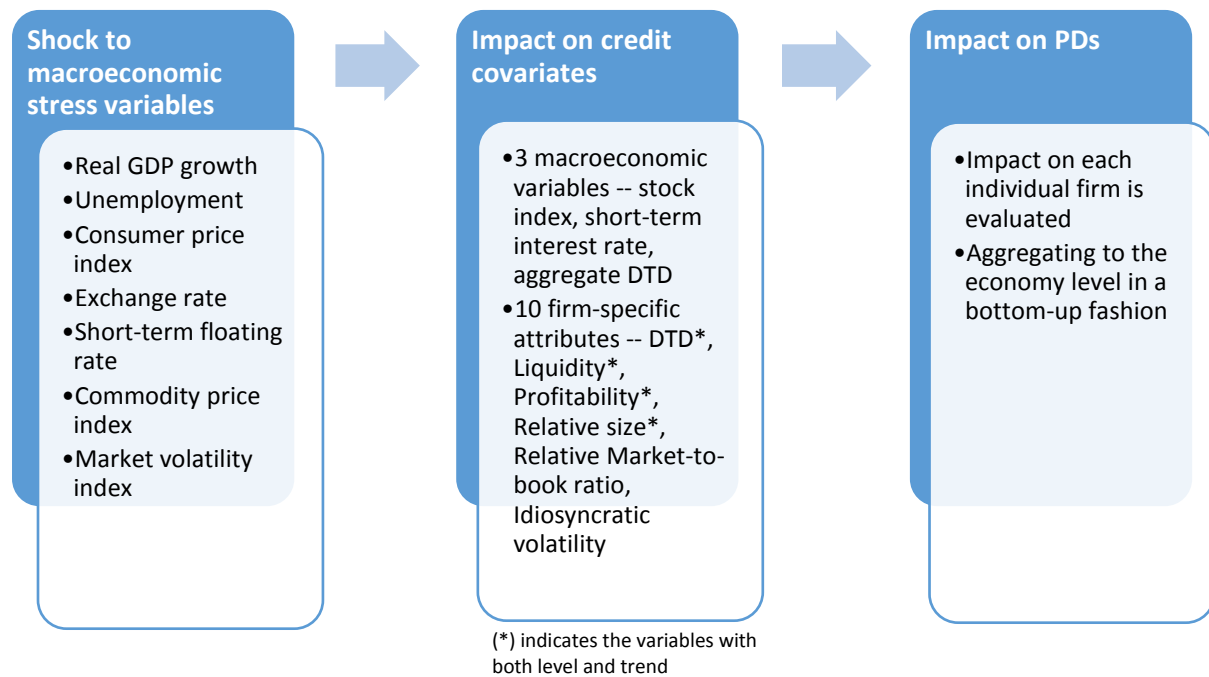 Shock to
macroeconomic
stress variables
•Real GDP growth
•Unemployment
•Consumer price
index
•Exchange rate
•Short-term floating
rate
•Commodity price
index
•Market volatility
index
Impact on credit
covariates
•3 macroeconomic
variables -- stock
index, short-term
interest rate,
aggregate DTD
•10 firm-specific
attributes -- DTD*,
Liquidity*,
Profitability*,
Relative size*,
Relative Market-to-
book ratio,
Idiosyncratic
volatility
(*) indicates the variables with
both level and trend
Impact on PDs
•Impact on each
individual firm is
evaluated
•Aggregating to the
economy level in a
bottom-up fashion